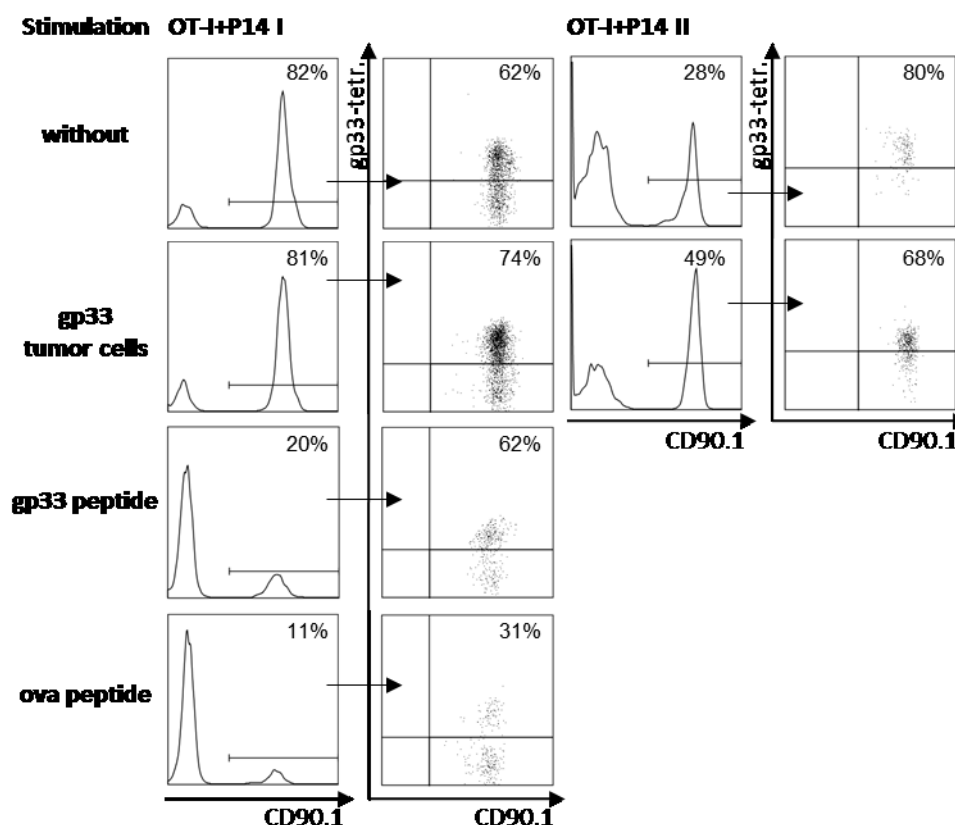 Stimulation OT-I+P14 I OT-I+P14 II
gp33-tetr. gp33-tetr.
without 82% 62% 28% 80%
gp33
tumor cells 81% 74% 49% 68%
CD90.1 CD90.1
gp33 peptide 20% 62%
ova peptide 11% 31%
CD90.1 CD90.1